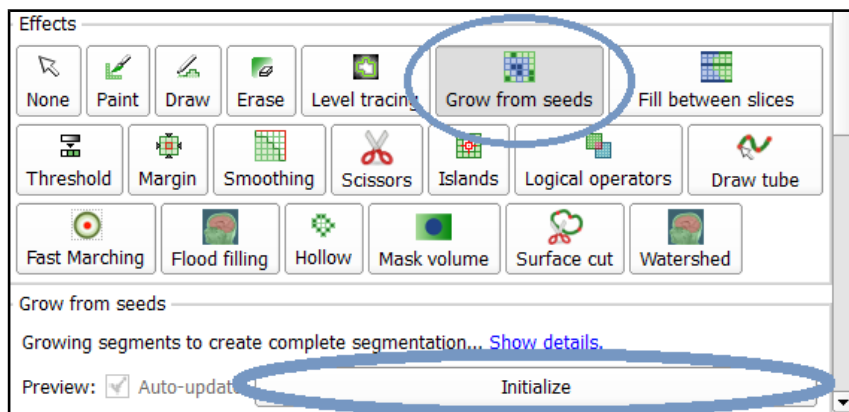 Effects
None Paint Draw Erase Level tracing Grow from seeds Fill between slices
Threshold Margin Smoothing Scissors Islands Logical operators Draw tube
Fast Marching Flood filling Hollow Mask volume Surface cut Watershed
Grow from seeds
Growing segments to create complete segmentation... Show details.
Preview: Auto-update Initialize